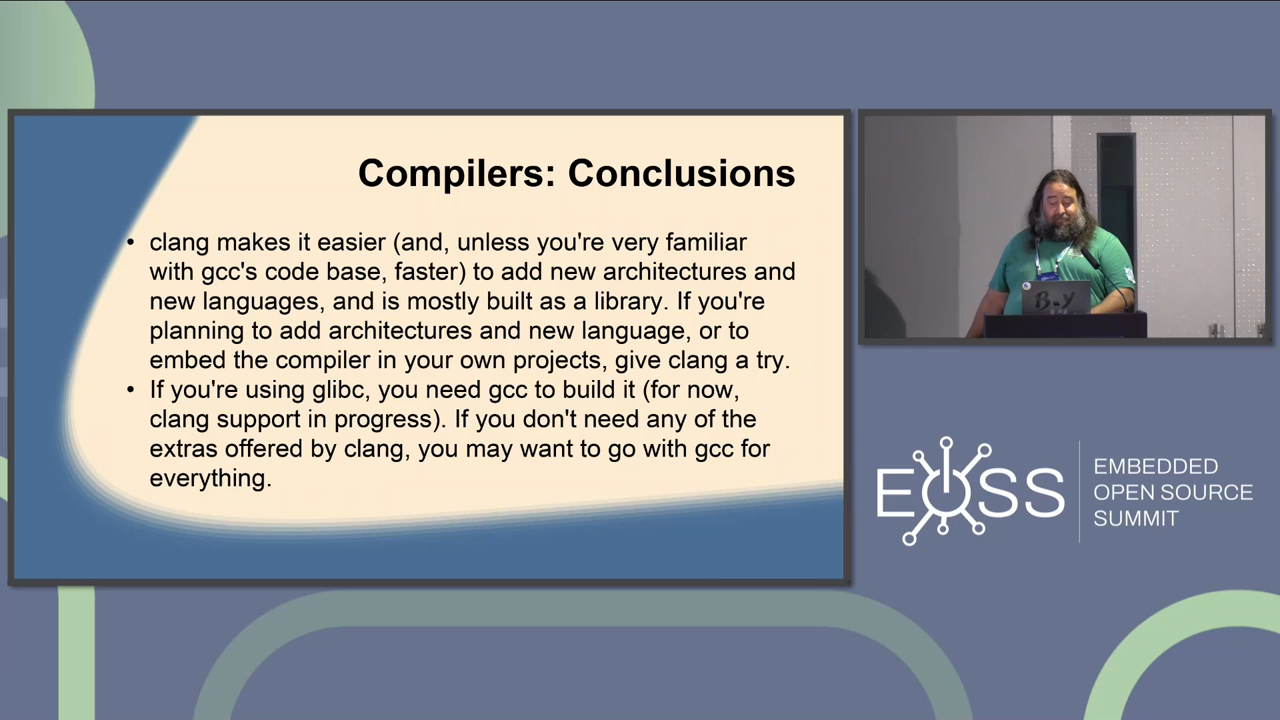 Compilers: Conclusions
• clang makes it easier (and, unless you're very familiar
with gcc's code base, faster) to add new architectures and
new languages, and is mostly built as a library. If you're
planning to add architectures and new language, or to
embed the compiler in your own projects, give clang a try.
• If you're using glibc, you need gcc to build it (for now,
clang support in progress). If you don't need any of the
extras offered by clang, you may want to go with gcc for
everything.
EOSS
EMBEDDED
OPEN SOURCE
SUMMIT